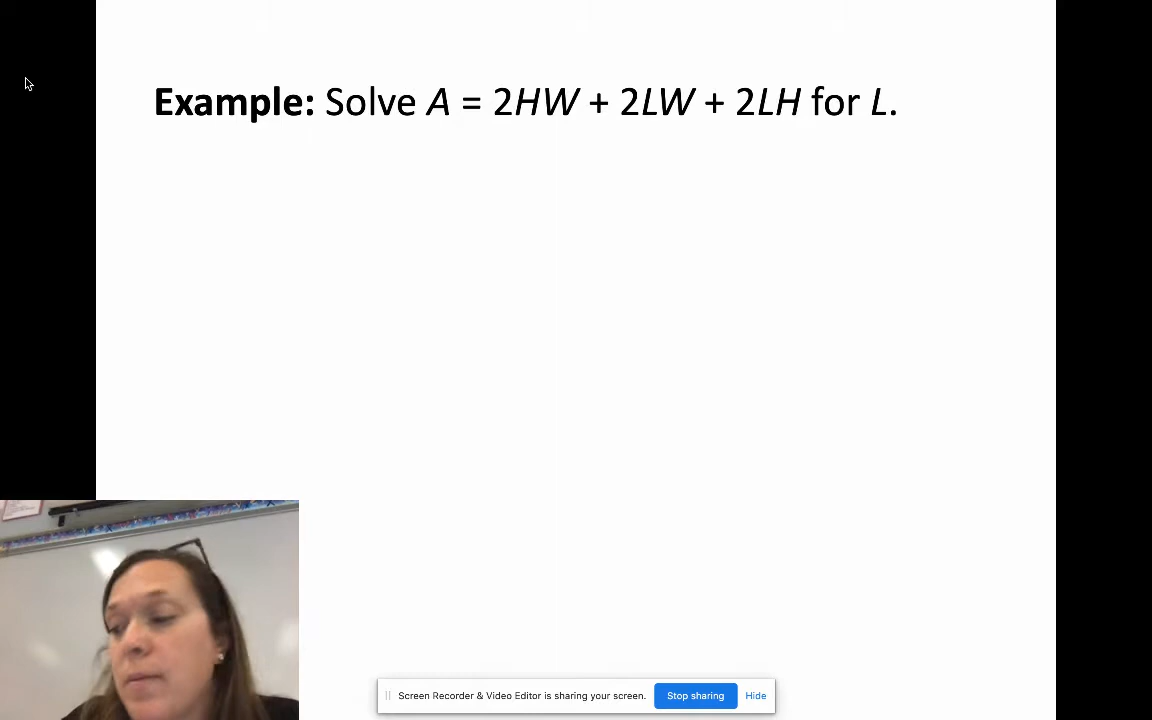 Example: Solve A = 2HW + 2LW + 2LH for L.
Screen Recorder & Video Editor is sharing your screen. Stop sharing Hide